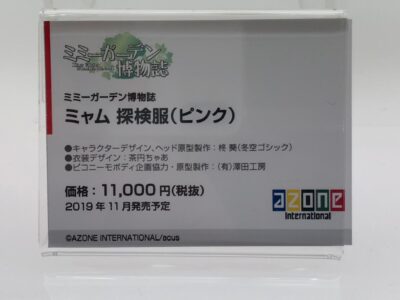 ミミーガーデン
博物誌
ミミーガーデン博物誌
ミャム 探検服(ピンク)
●キャラクターデザイン、ヘッド原型製作:柊 葵(冬空ゴシック)
●衣装デザイン:茶円ちゃあ
●ピコニーモボディ企画協力・原型製作:(有)澤田工房
価格:11,000円(税抜)
2019年11月発売予定
azone
international
©AZONE INTERNATIONAL/acus